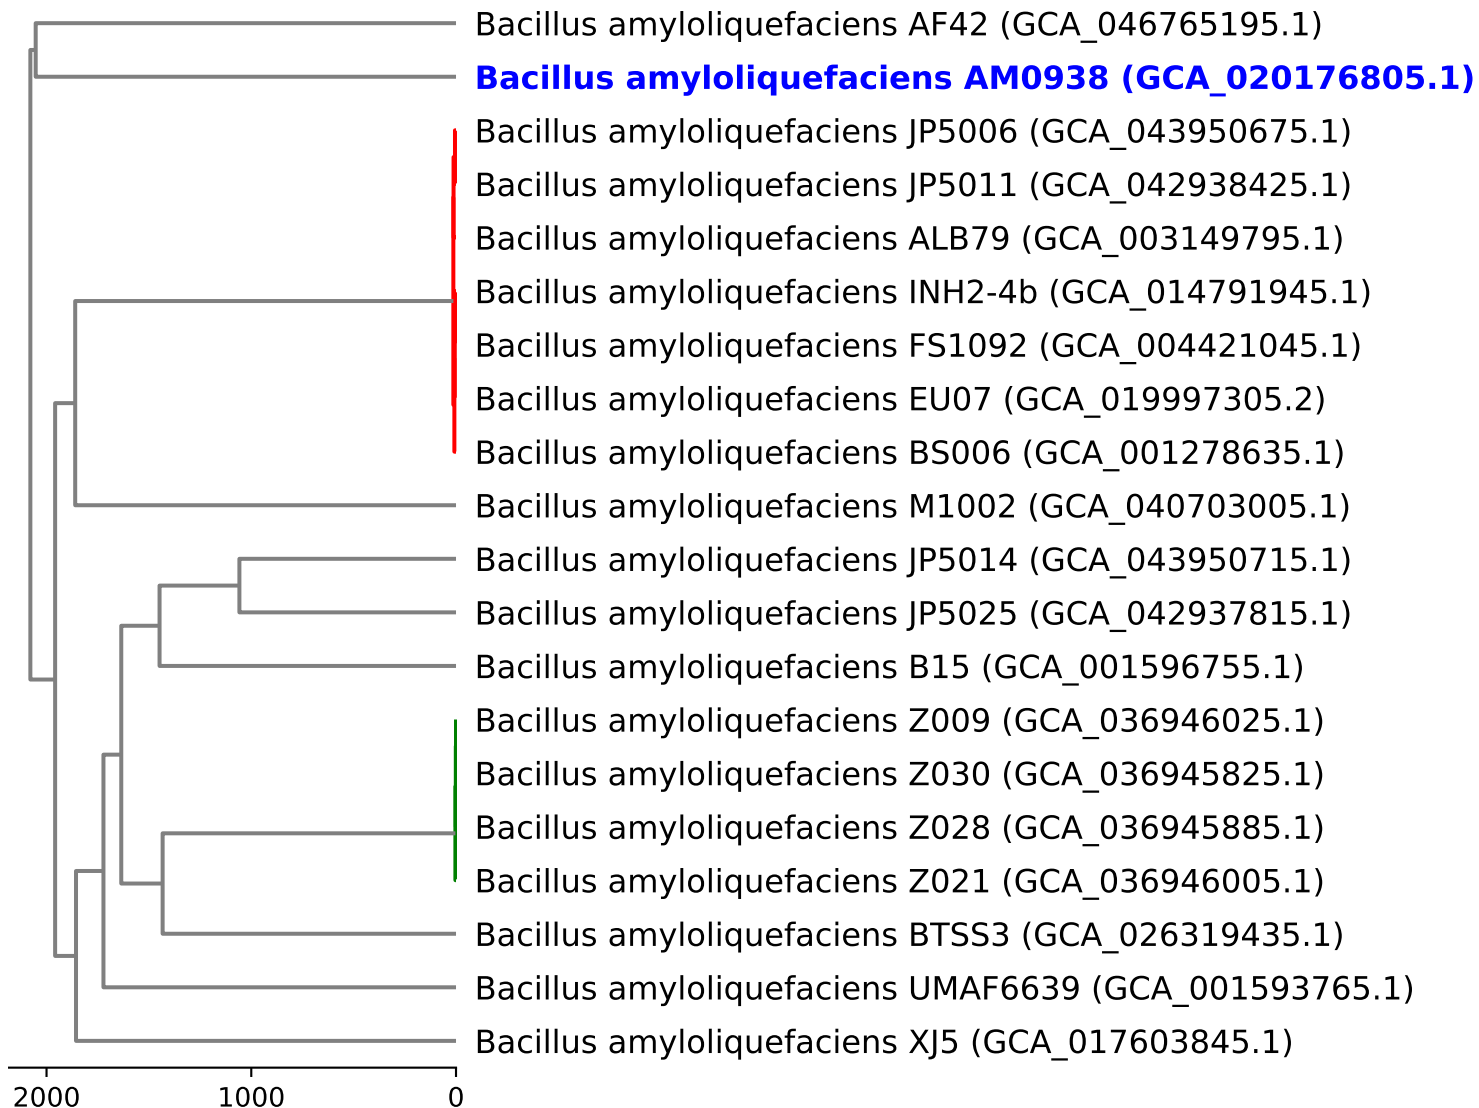 Bacillus amyloliquefaciens AF42 (GCA_046765195.1)
Bacillus amyloliquefaciens AM0938 (GCA_020176805.1)
Bacillus amyloliquefaciens JP5006 (GCA_043950675.1)
Bacillus amyloliquefaciens JP5011 (GCA_042938425.1)
Bacillus amyloliquefaciens ALB79 (GCA_003149795.1)
Bacillus amyloliquefaciens INH2-4b (GCA_014791945.1)
Bacillus amyloliquefaciens FS1092 (GCA_004421045.1)
Bacillus amyloliquefaciens EU07 (GCA_019997305.2)
Bacillus amyloliquefaciens BS006 (GCA_001278635.1)
Bacillus amyloliquefaciens M1002 (GCA_040703005.1)
Bacillus amyloliquefaciens JP5014 (GCA_043950715.1)
Bacillus amyloliquefaciens JP5025 (GCA_042937815.1)
Bacillus amyloliquefaciens B15 (GCA_001596755.1)
Bacillus amyloliquefaciens Z009 (GCA_036946025.1)
Bacillus amyloliquefaciens Z030 (GCA_036945825.1)
Bacillus amyloliquefaciens Z028 (GCA_036945885.1)
Bacillus amyloliquefaciens Z021 (GCA_036946005.1)
Bacillus amyloliquefaciens BTSS3 (GCA_026319435.1)
Bacillus amyloliquefaciens UMAF6639 (GCA_001593765.1)
Bacillus amyloliquefaciens XJ5 (GCA_017603845.1)
2000 1000 0